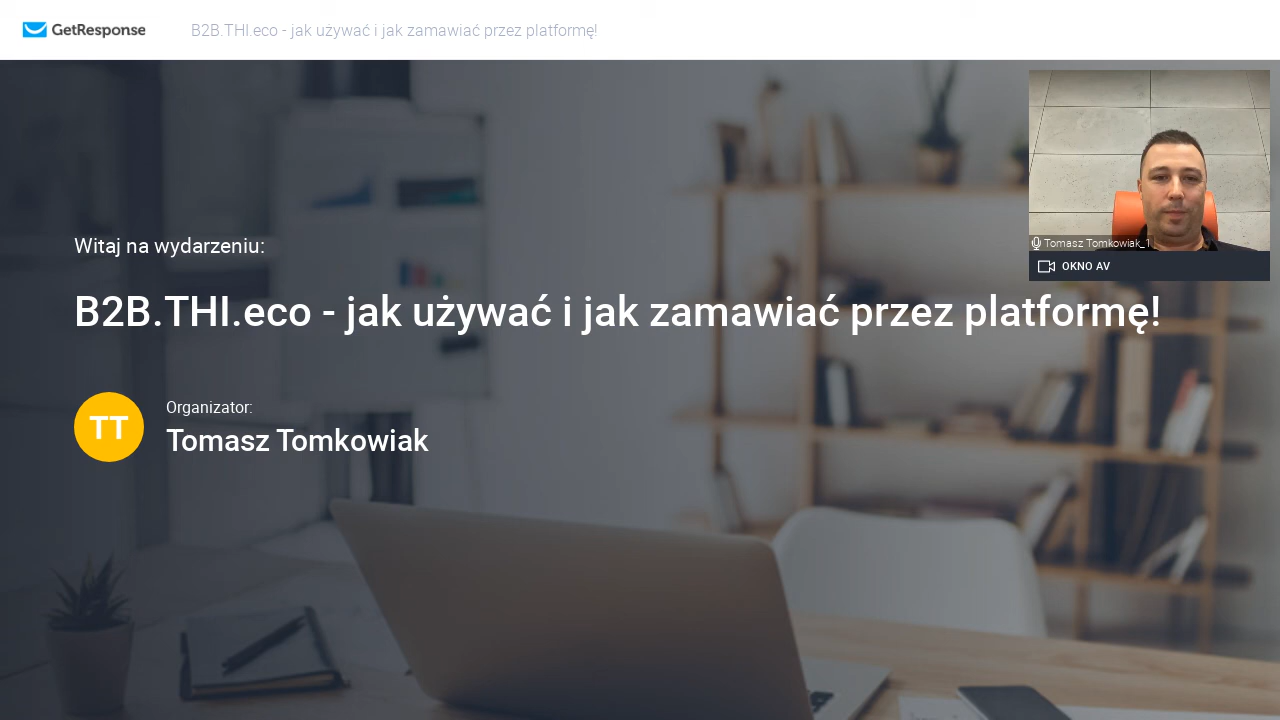 GetResponse
B2B.THI.eco - jak używać i jak zamawiać przez platformę!
Tomasz Tomkowiak_1
OKNO AV
Witaj na wydarzeniu:
B2B.THI.eco - jak używać i jak zamawiać przez platformę!
TT
Organizator:
Tomasz Tomkowiak